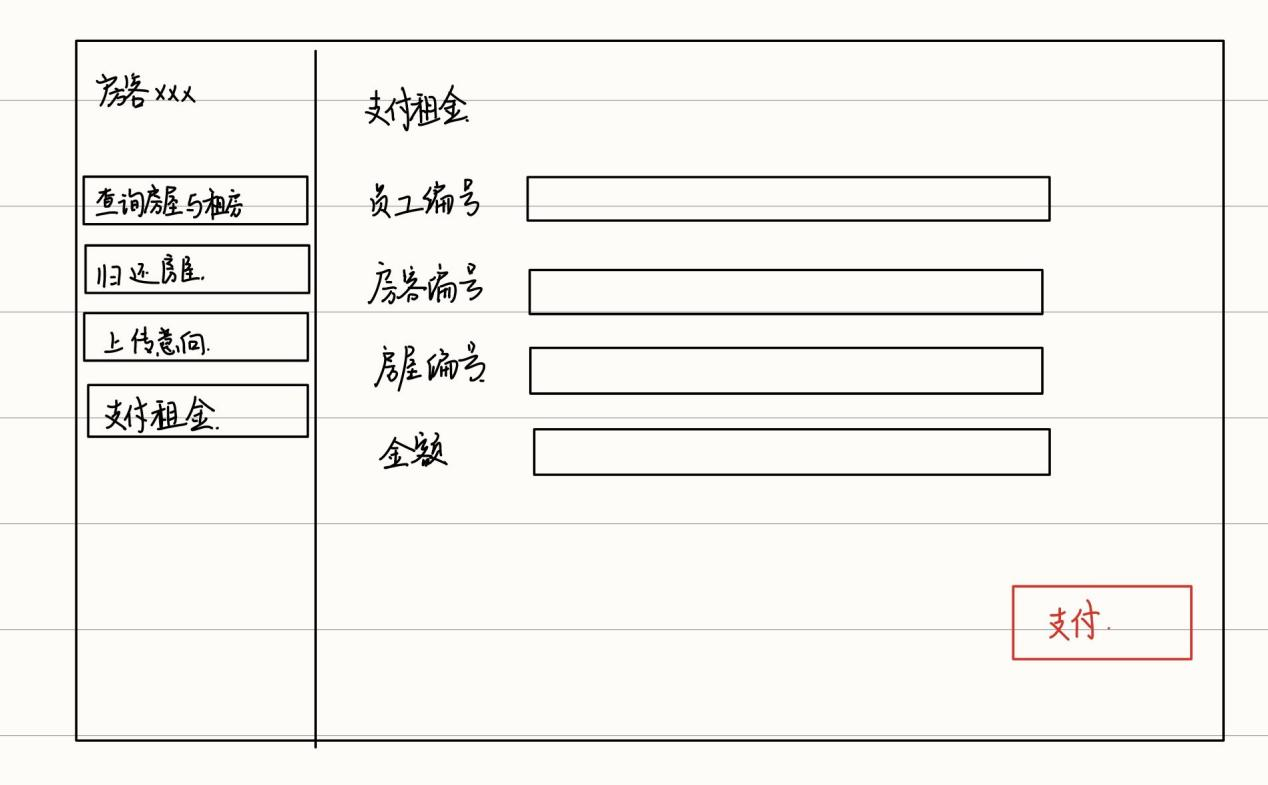 房客xxx
查询房屋与租房
归还房屋.
上传意向.
支付租金.
支付租金.
员工编号
房客编号
房屋编号.
金额
支付.